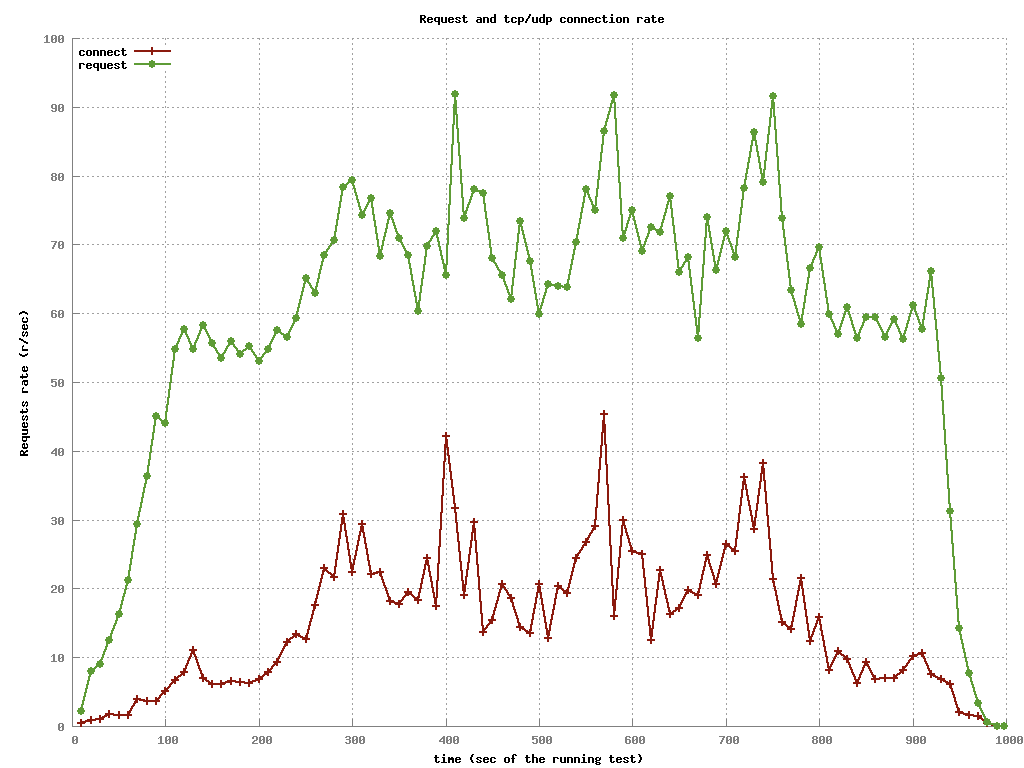 Request and tcp/udp connection rate
connect
request
100
90
80
70
60
50
40
30
20
10
0
Requests rate (r/sec)
0 100 200 300 400 500 600 700 800 900 1000
time (sec of the running test)